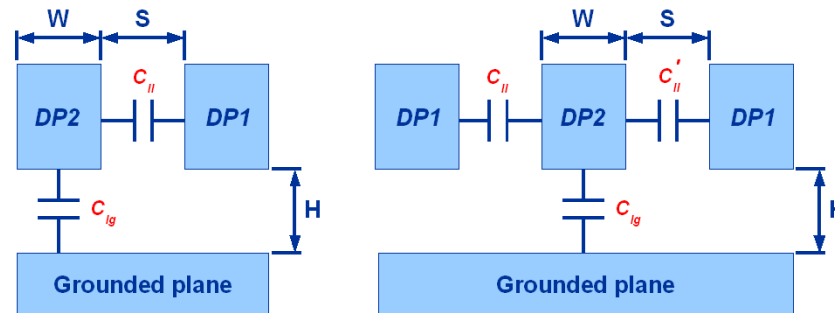 W S W S
C_ll C_ll C'_ll
DP2 DP1 DP1 DP2 DP1
C_lg H C_lg H
Grounded plane Grounded plane